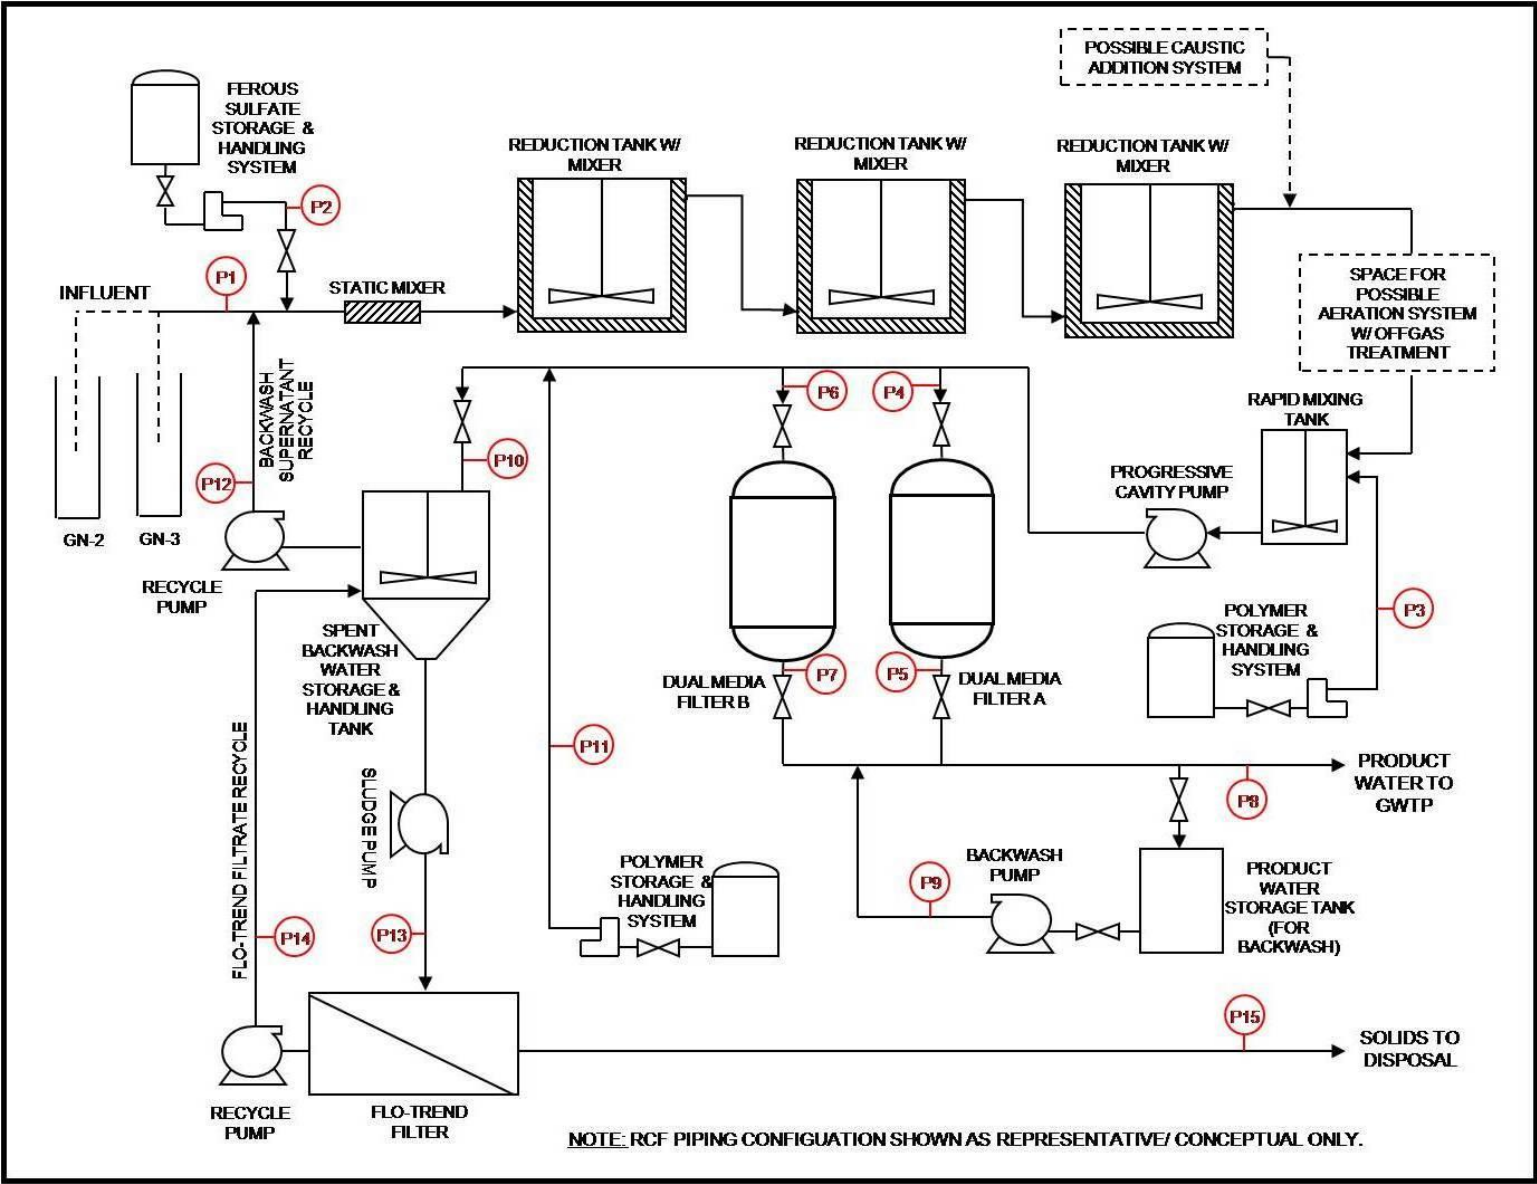 POSSIBLE CAUSTIC
ADDITION SYSTEM
FEROUS
SULFATE
STORAGE &
HANDLING
SYSTEM
REDUCTION TANK W/
MIXER
REDUCTION TANK W/
MIXER
REDUCTION TANK W/
MIXER
P2
P1
INFLUENT
STATIC MIXER
SPACE FOR
POSSIBLE
AERATION SYSTEM
W/ OFFGAS
TREATMENT
BACKWASH
SUPERNATANT
RECYCLE
P6
P4
RAPID MIXING
TANK
P10
P12
PROGRESSIVE
CAVITY PUMP
GN-2
GN-3
RECYCLE
PUMP
P3
POLYMER
STORAGE &
HANDLING
SYSTEM
SPENT
BACKWASH
WATER
STORAGE &
HANDLING
TANK
P7
P5
DUAL MEDIA
FILTER B
DUAL MEDIA
FILTER A
FLO-TREND FILTRATE RECYCLE
P11
SLUDGE PUMP
PRODUCT
WATER TO
GWTP
P8
POLYMER
STORAGE &
HANDLING
SYSTEM
BACKWASH
PUMP
P9
PRODUCT
WATER
STORAGE TANK
(FOR
BACKWASH)
P14
P13
P15
SOLIDS TO
DISPOSAL
RECYCLE
PUMP
FLO-TREND
FILTER
NOTE: RCF PIPING CONFIGUATION SHOWN AS REPRESENTATIVE/ CONCEPTUAL ONLY.